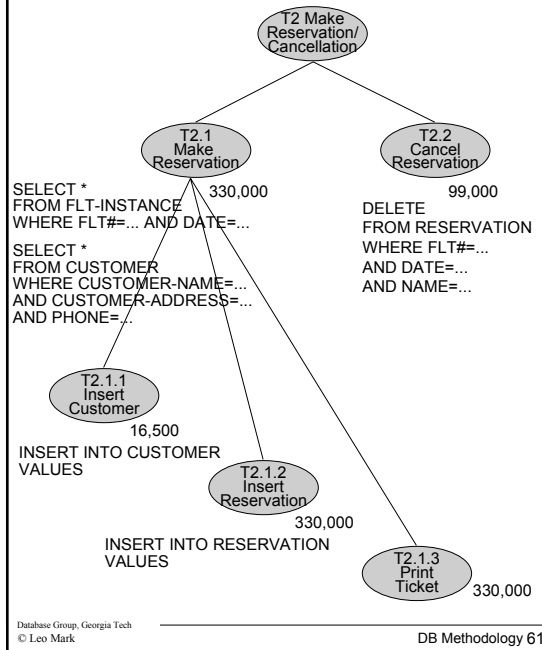 T2 Make
Reservation/
Cancellation
T2.1
Make
Reservation
330,000
T2.2
Cancel
Reservation
99,000
SELECT *
FROM FLT-INSTANCE
WHERE FLT#=... AND DATE=...
SELECT *
FROM CUSTOMER
WHERE CUSTOMER-NAME=...
AND CUSTOMER-ADDRESS=...
AND PHONE=...
DELETE
FROM RESERVATION
WHERE FLT#=...
AND DATE=...
AND NAME=...
T2.1.1
Insert
Customer
16,500
INSERT INTO CUSTOMER
VALUES
T2.1.2
Insert
Reservation
330,000
INSERT INTO RESERVATION
VALUES
T2.1.3
Print
Ticket
330,000
Database Group, Georgia Tech
© Leo Mark
DB Methodology 61